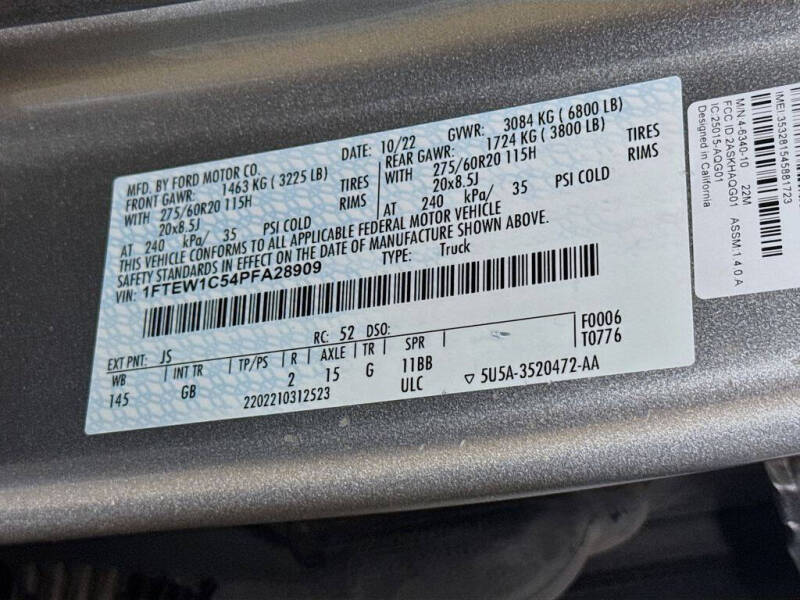 MFD. BY FORD MOTOR CO.
DATE: 10/22 GVWR: 3084 KG ( 6800 LB)
FRONT GAWR: 1463 KG ( 3225 LB)
REAR GAWR: 1724 KG ( 3800 LB)
WITH 275/60R20 115H TIRES
275/60R20 115H TIRES
20x8.5J RIMS
20x8.5J RIMS
AT 240 kPa/ 35 PSI COLD
AT 240 kPa/ 35 PSI COLD
THIS VEHICLE CONFORMS TO ALL APPLICABLE FEDERAL MOTOR VEHICLE
SAFETY STANDARDS IN EFFECT ON THE DATE OF MANUFACTURE SHOWN ABOVE.
VIN: 1FTEW1C54PFA28909 TYPE: Truck
F0006
T0776
EXT PNT: JS RC: 52 DSO:
WB INT TR TP/PS R AXLE TR SPR
145 GB 2 15 G 11BB
2202210312523 ULC ▽ 5U5A-3520472-AA
IMEI:353281545881723
M/N:4-6340-10 22M ASSM:1.4.0.A
FCC ID:2ASKHAQG01
IC:25015-AQG01
Designed in California